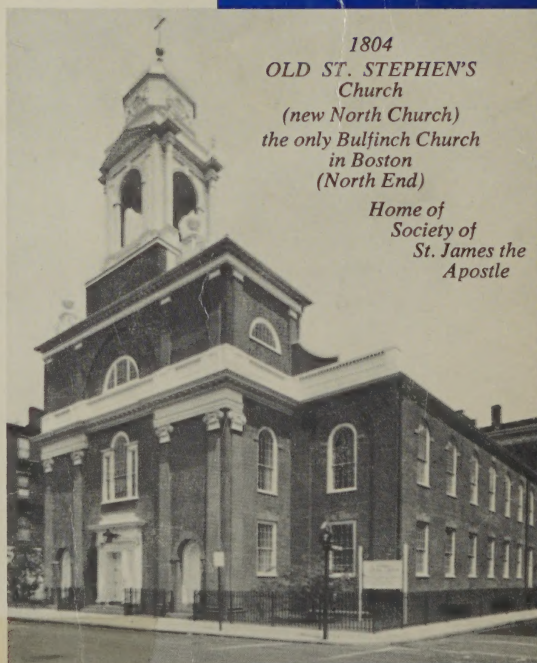 1804
OLD ST. STEPHEN'S
Church
(new North Church)
the only Bulfinch Church
in Boston
(North End)
Home of
Society of
St. James the
Apostle